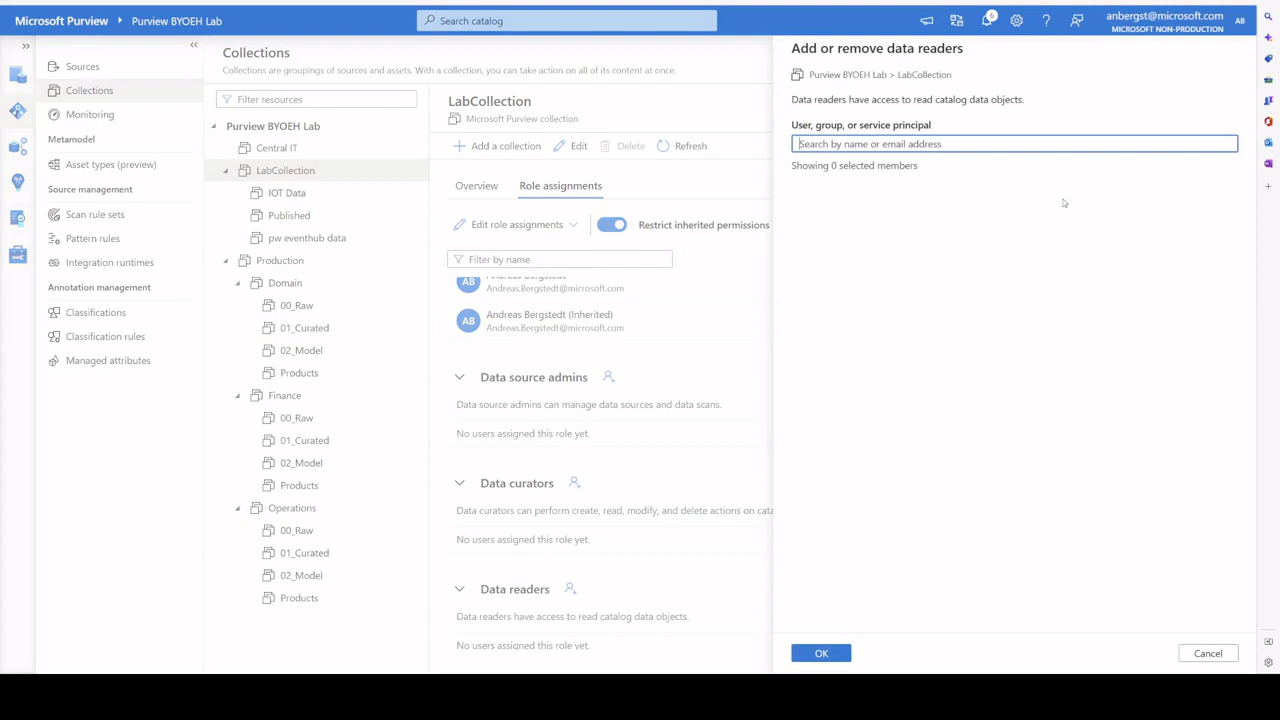 Microsoft Purview
Purview BYOEH Lab
Search catalog
6
anbergst@microsoft.com
MICROSOFT NON-PRODUCTION
AB
Sources
Collections
Monitoring
Metamodel
Asset types (preview)
Source management
Scan rule sets
Pattern rules
Integration runtimes
Annotation management
Classifications
Classification rules
Managed attributes
Collections
Collections are groupings of sources and assets. With a collection, you can take action on all of its content at once.
Filter resources
Purview BYOEH Lab
Central IT
LabCollection
IOT Data
Published
pw eventhub data
Production
Domain
00_Raw
01_Curated
02_Model
Products
Finance
00_Raw
01_Curated
02_Model
Products
Operations
00_Raw
01_Curated
02_Model
Products
LabCollection
Microsoft Purview collection
Add a collection
Edit
Delete
Refresh
Overview
Role assignments
Edit role assignments
Restrict inherited permissions
Filter by name
AB
Andreas Bergstedt
Andreas.Bergstedt@microsoft.com
AB
Andreas Bergstedt (Inherited)
Andreas.Bergstedt@microsoft.com
Data source admins
Data source admins can manage data sources and data scans.
No users assigned this role yet.
Data curators
Data curators can perform create, read, modify, and delete actions on cata
No users assigned this role yet.
Data readers
Data readers have access to read catalog data objects.
No users assigned this role yet.
Add or remove data readers
Purview BYOEH Lab > LabCollection
Data readers have access to read catalog data objects.
User, group, or service principal
Search by name or email address
Showing 0 selected members
OK
Cancel